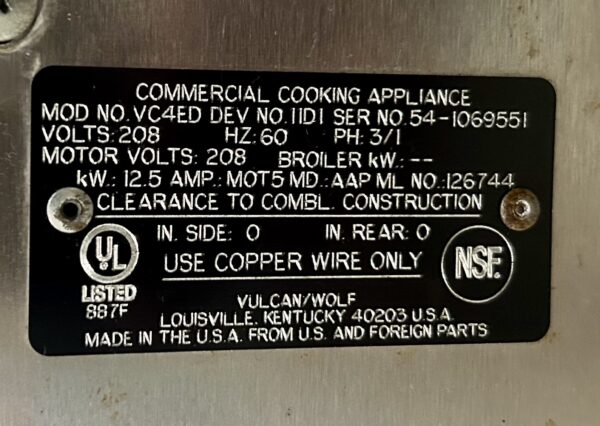 COMMERCIAL COOKING APPLIANCE
MOD NO. VC4ED DEV NO. 11D1 SER NO. 54-1069551
VOLTS: 208 HZ: 60 PH: 3/1
MOTOR VOLTS: 208 BROILER kW.: --
kW.: 12.5 AMP.: MOT5 MD.: AAP ML NO.: 126744
CLEARANCE TO COMBL. CONSTRUCTION
IN. SIDE: 0 IN. REAR: 0
USE COPPER WIRE ONLY
UL
LISTED
887F
NSF.
VULCAN/WOLF
LOUISVILLE, KENTUCKY 40203 U.S.A.
MADE IN THE U.S.A. FROM U.S. AND FOREIGN PARTS